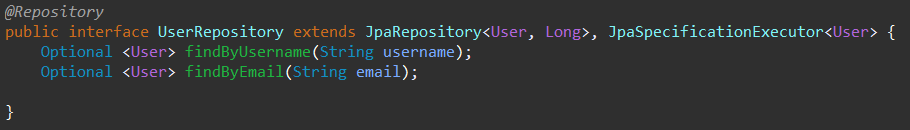 @Repository
public interface UserRepository extends JpaRepository<User, Long>, JpaSpecificationExecutor<User> {
    Optional <User> findByUsername(String username);
    Optional <User> findByEmail(String email);
}